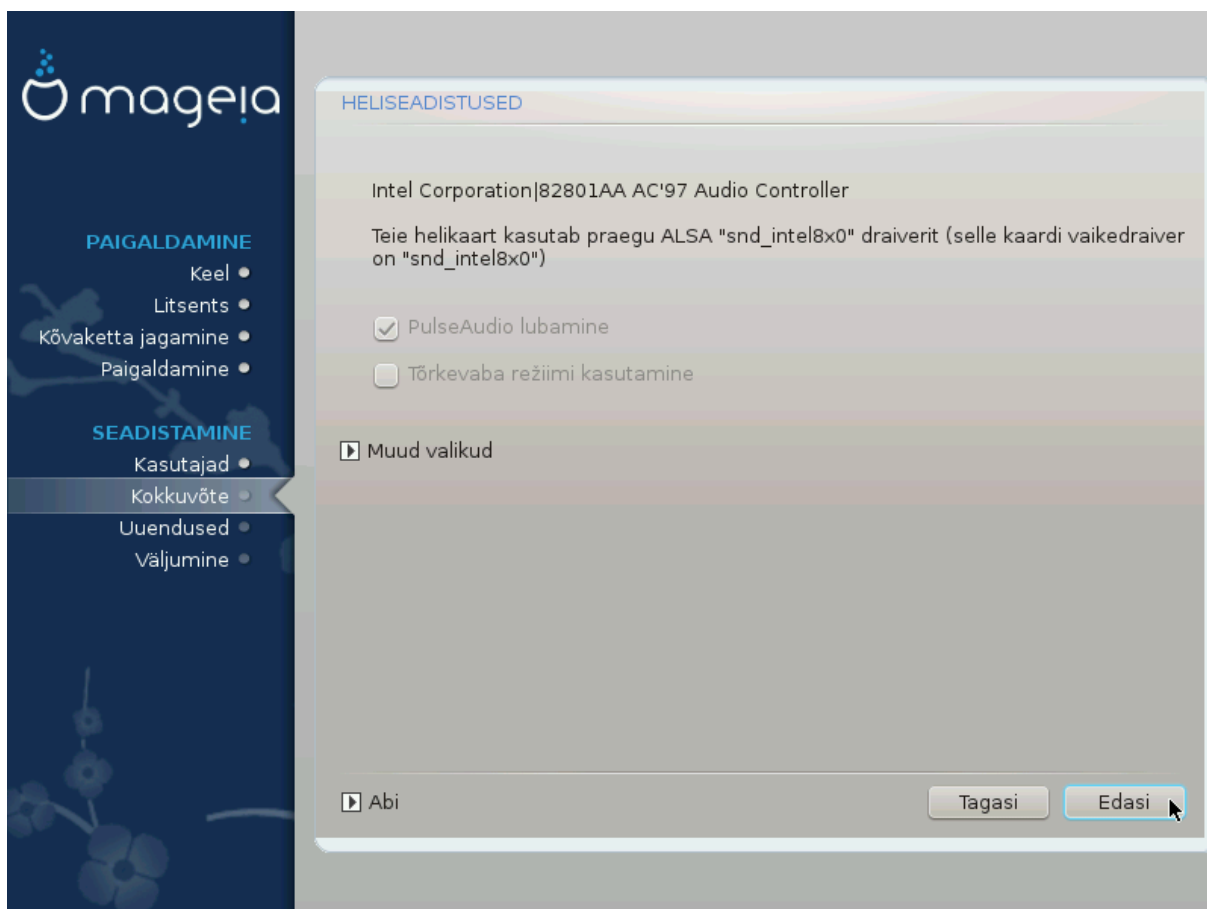 mageia
PAIGALDAMINE
Keel
Litsents
Kõvaketta jagamine
Paigaldamine
SEADISTAMINE
Kasutajad
Kokkuvõte
Uuendused
Väljumine
HELISEADISTUSED
Intel Corporation|82801AA AC'97 Audio Controller
Teie helikaart kasutab praegu ALSA "snd_intel8x0" draiverit (selle kaardi vaikedraiver
on "snd_intel8x0")
PulseAudio lubamine
Tõrkevaba režiimi kasutamine
Muud valikud
Abi
Tagasi
Edasi